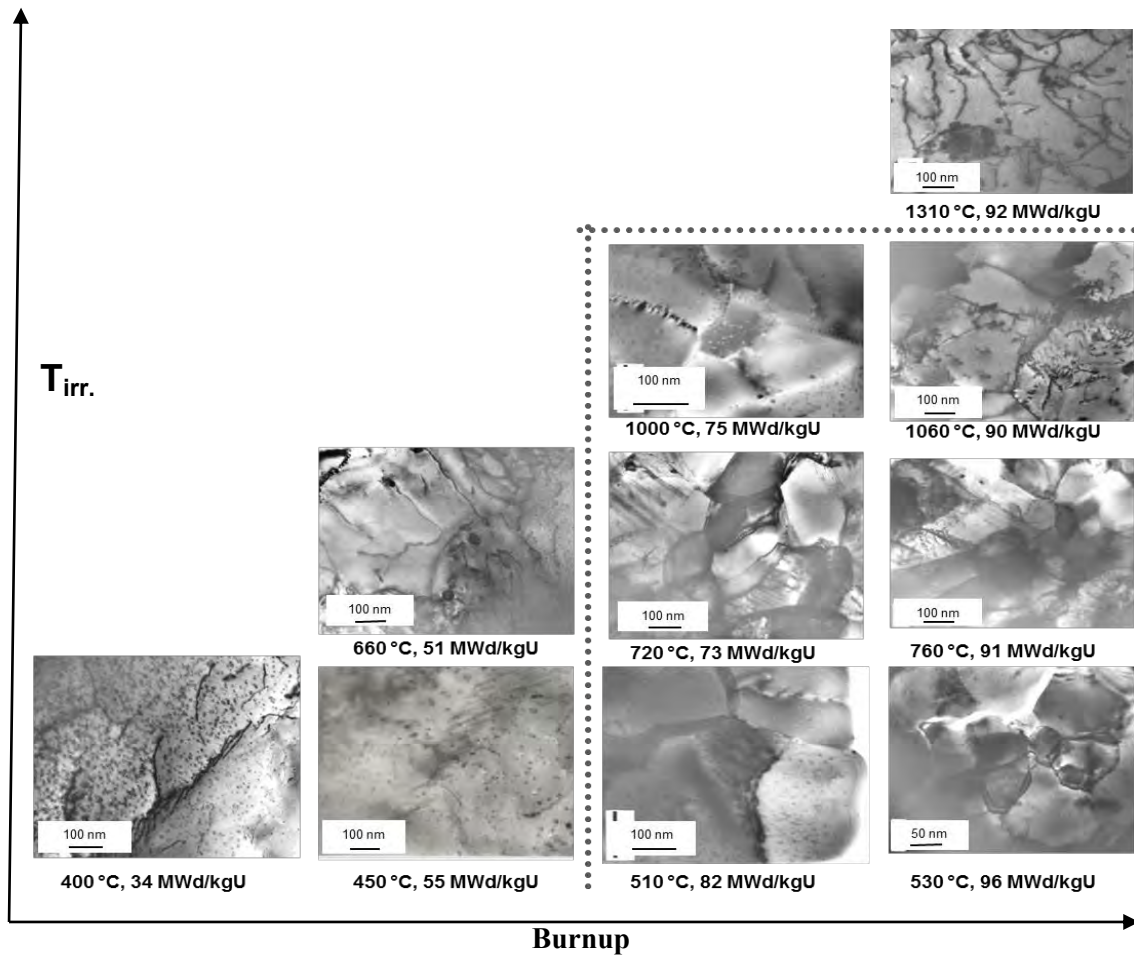 100 nm
1310 °C, 92 MWd/kgU
T irr.
100 nm
100 nm
1000 °C, 75 MWd/kgU
1060 °C, 90 MWd/kgU
100 nm
100 nm
100 nm
660 °C, 51 MWd/kgU
720 °C, 73 MWd/kgU
760 °C, 91 MWd/kgU
100 nm
100 nm
100 nm
50 nm
400 °C, 34 MWd/kgU
450 °C, 55 MWd/kgU
510 °C, 82 MWd/kgU
530 °C, 96 MWd/kgU
Burnup